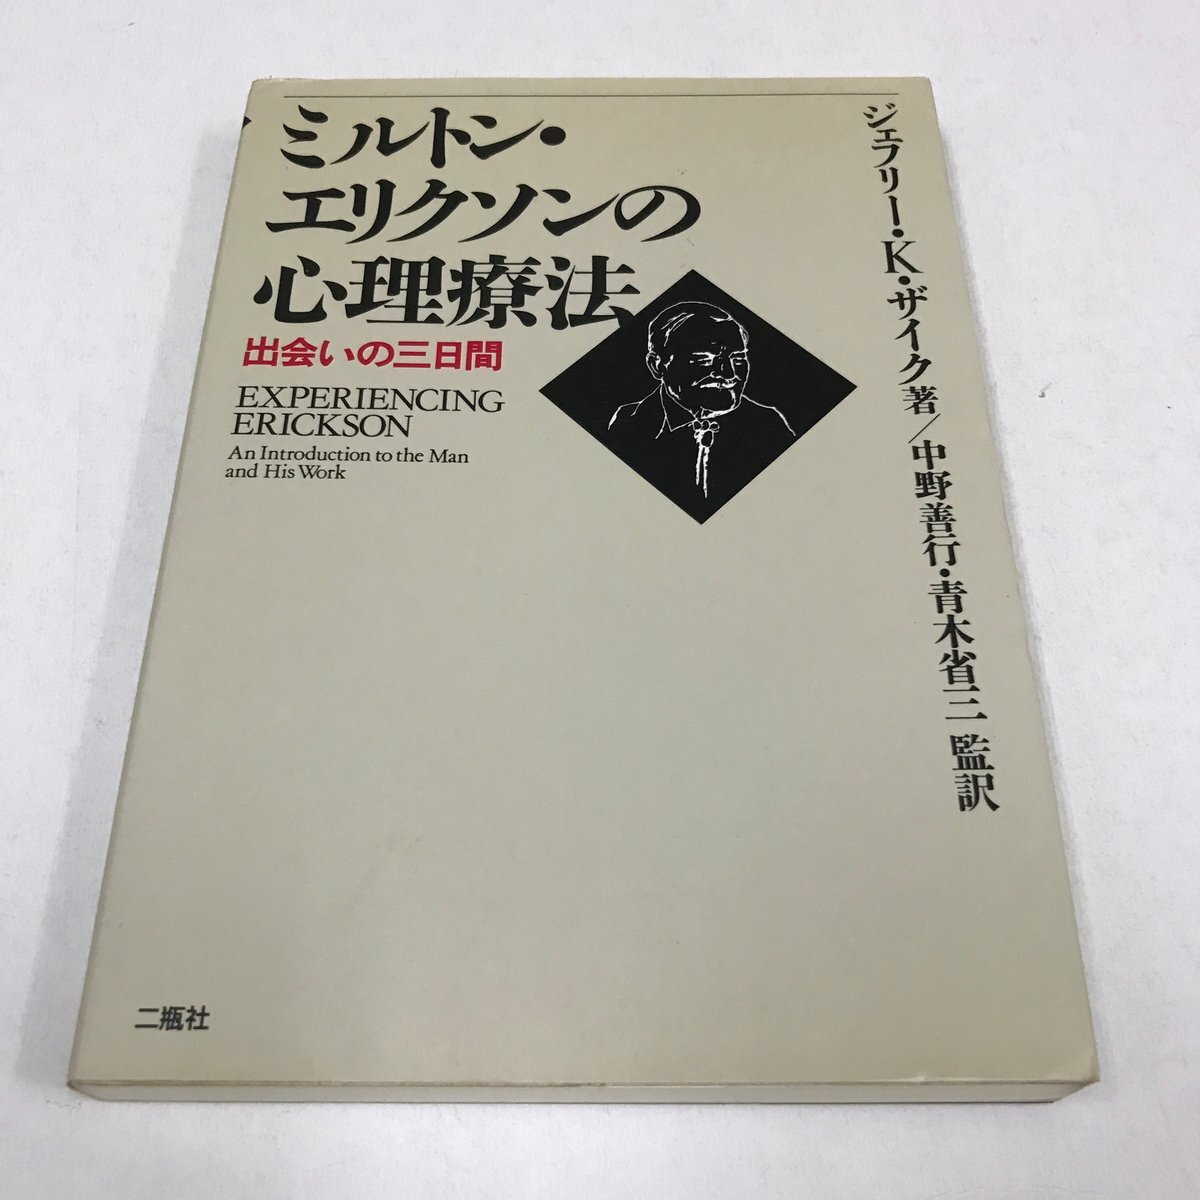 ミルトン・
エリクソンの
心理療法
出会いの三日間
EXPERIENCING
ERICKSON
An Introduction to the Man
and His Work
ジェフリー・K・ザイク著/中野善行・青木省三 監訳
二瓶社